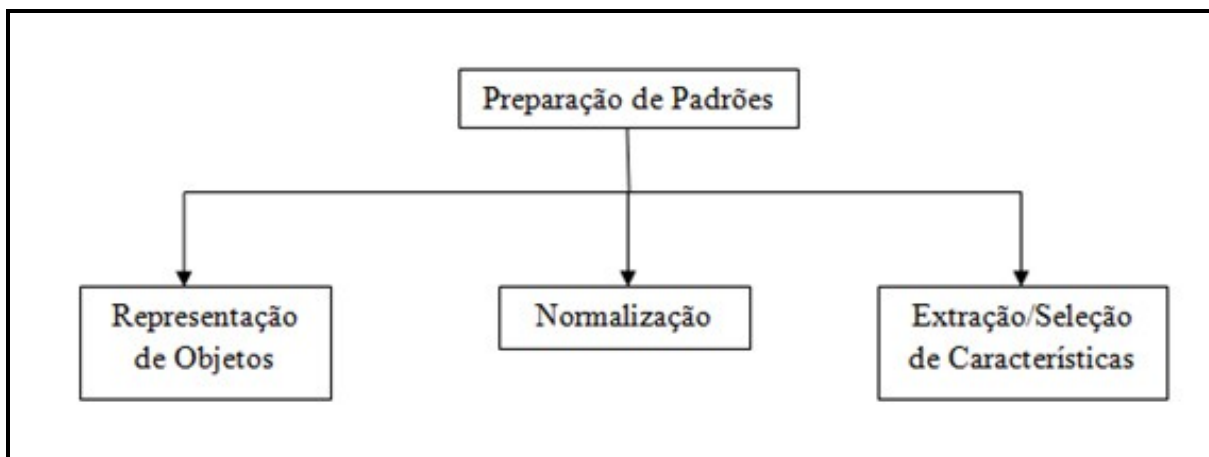 Preparação de Padrões
Representação
de Objetos
Normalização
Extração/Seleção
de Características